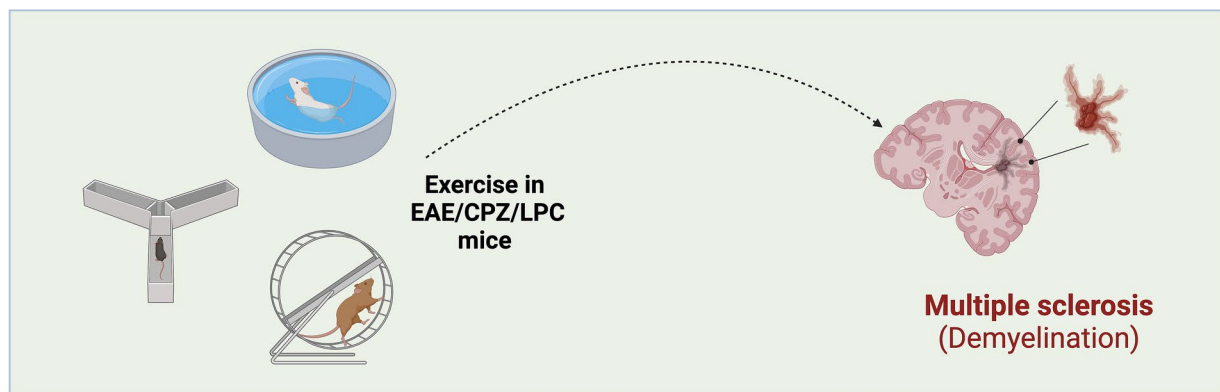 Exercise in
EAE/CPZ/LPC
mice
Multiple sclerosis
(Demyelination)